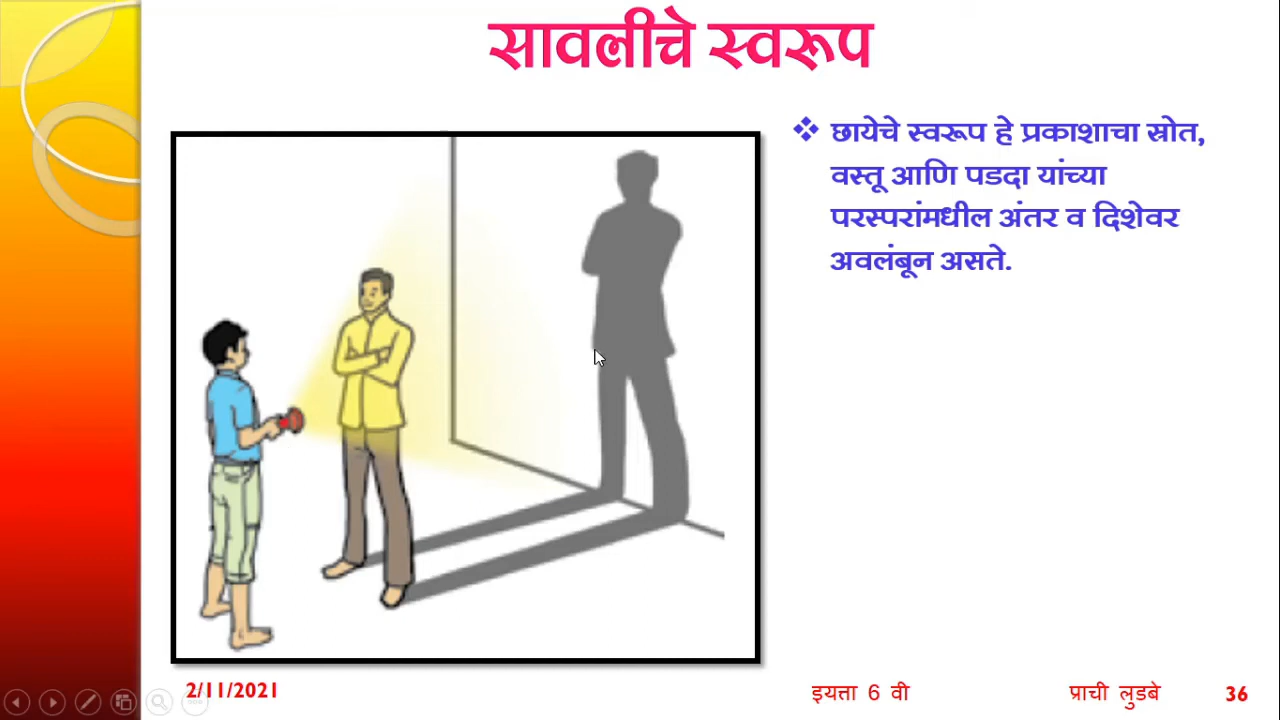 सावलीचे स्वरूप
❖ छायेचे स्वरूप हे प्रकाशाचा स्रोत,
वस्तू आणि पडदा यांच्या
परस्परांमधील अंतर व दिशेवर
अवलंबून असते.
2/11/2021
इयत्ता 6 वी
प्राची लुडबे
36